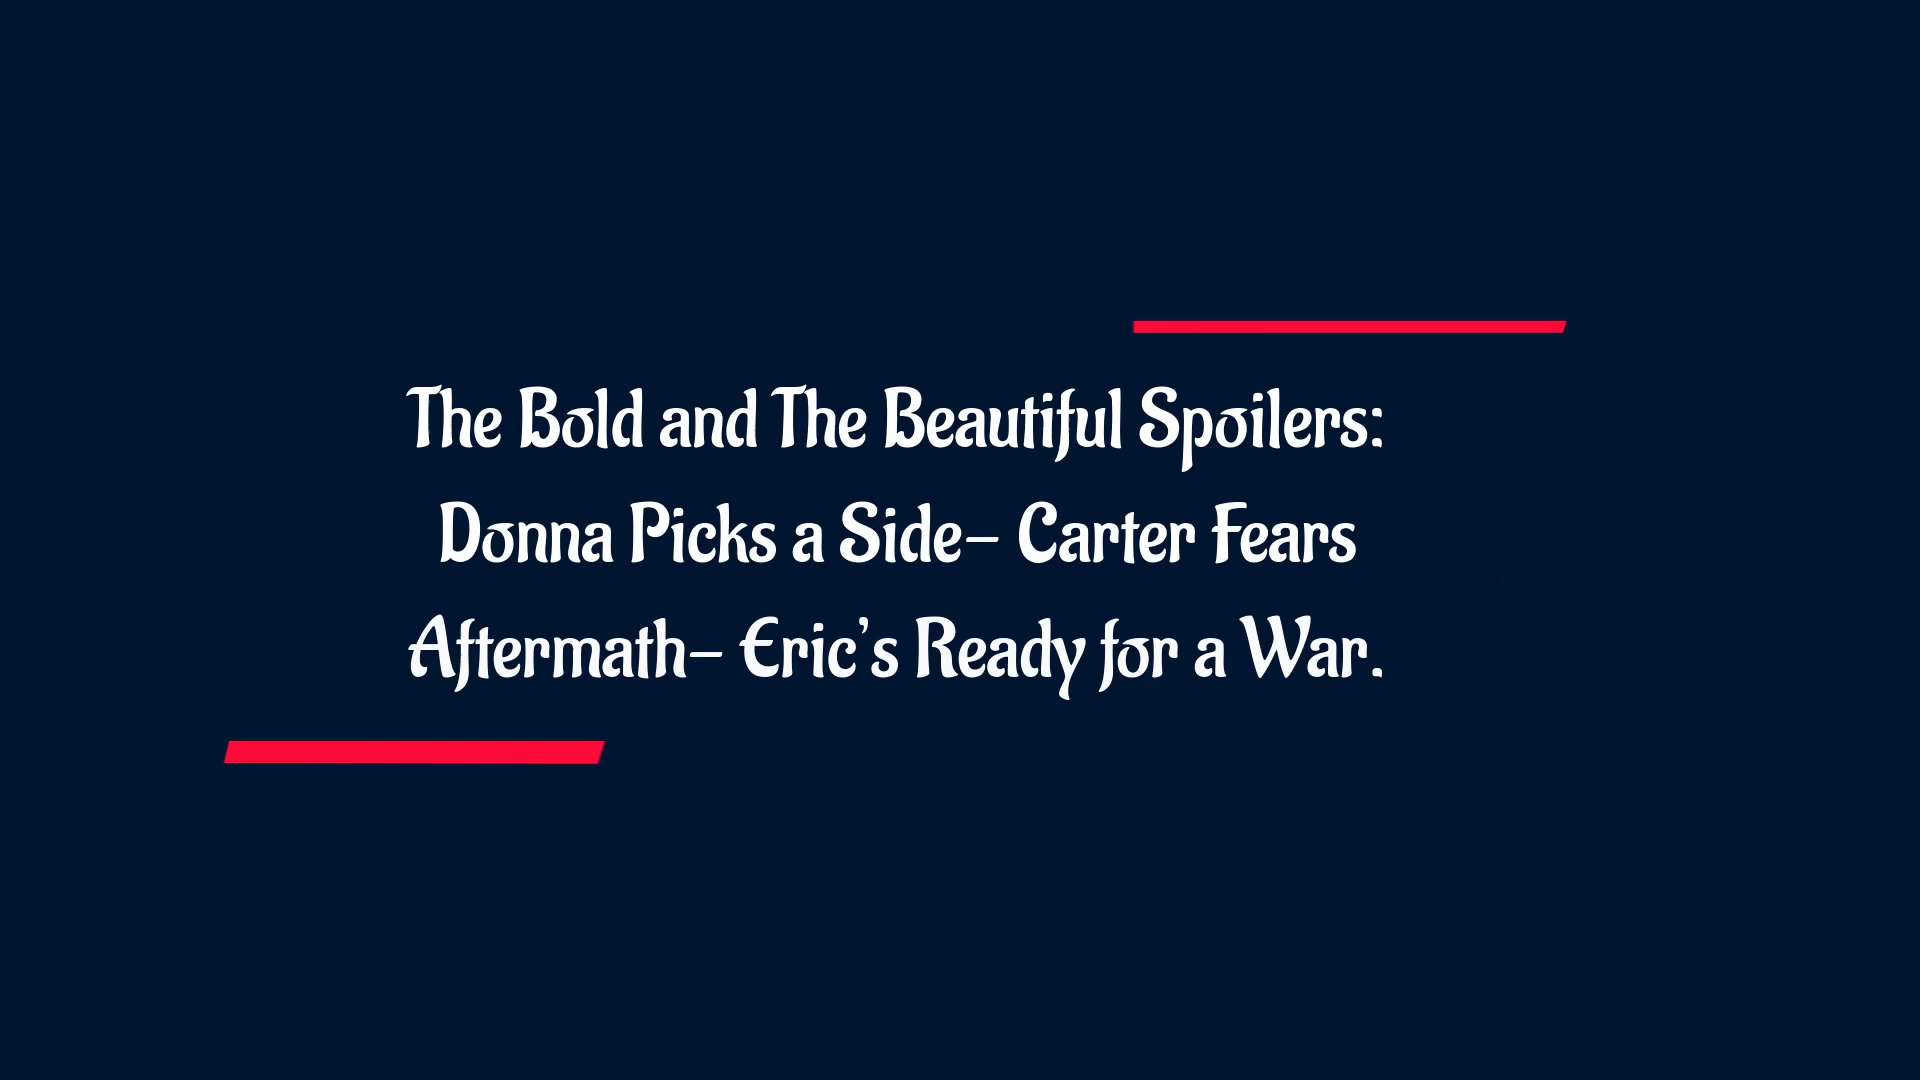 The Bold and The Beautiful Spoilers:
Donna Picks a Side– Carter Fears
Aftermath– Eric’s Ready for a War.